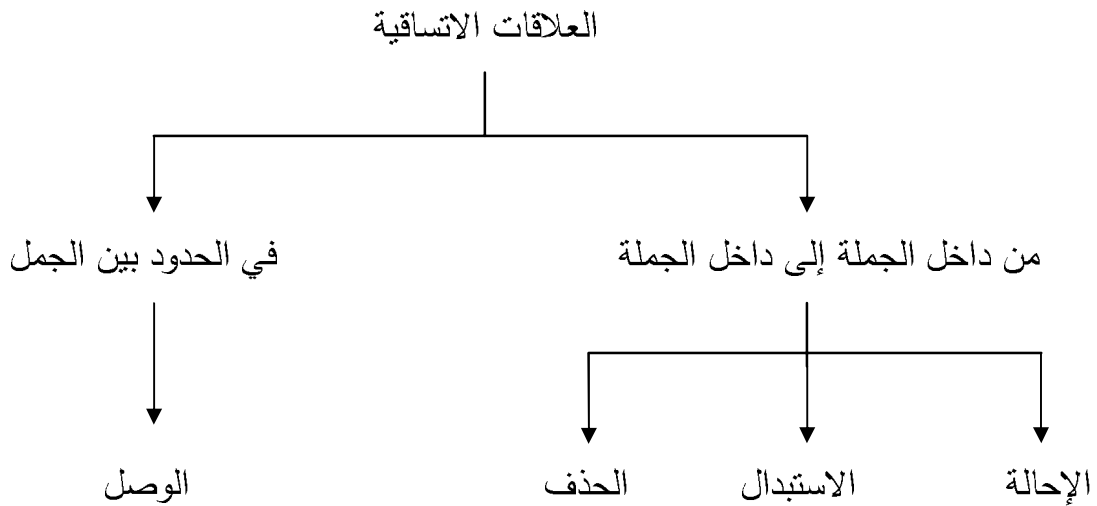 العلاقات الاتساقية
من داخل الجملة إلى داخل الجملة
في الحدود بين الجمل
الإحالة
الاستبدال
الحذف
الوصل